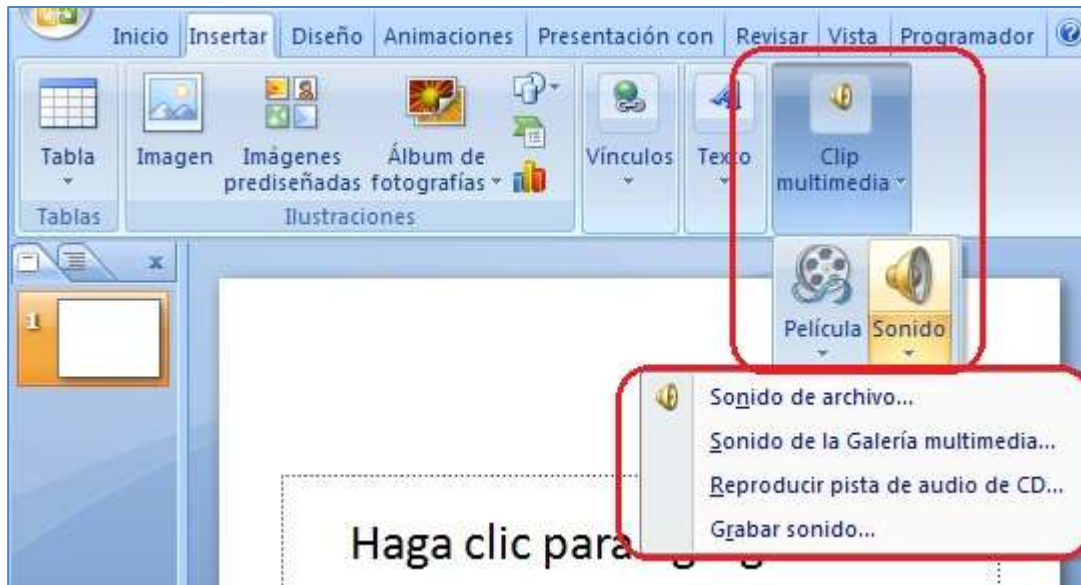 Inicio Insertar Diseño Animaciones Presentación con Revisar Vista Programador
Tabla
Imagen
Imágenes prediseñadas
Álbum de fotografías
Vínculos
Texto
Clip multimedia
Tablas
Ilustraciones
Película
Sonido
1
Sonido de archivo...
Sonido de la Galería multimedia...
Reproducir pista de audio de CD...
Grabar sonido...
Haga clic para